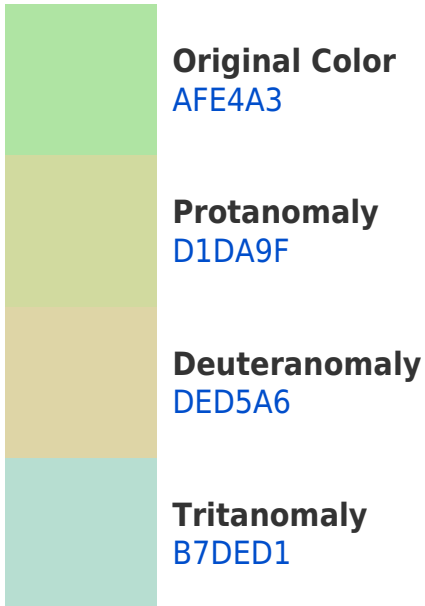 Original Color
AFE4A3
Protanomaly
D1DA9F
Deuteranomaly
DED5A6
Tritanomaly
B7DED1